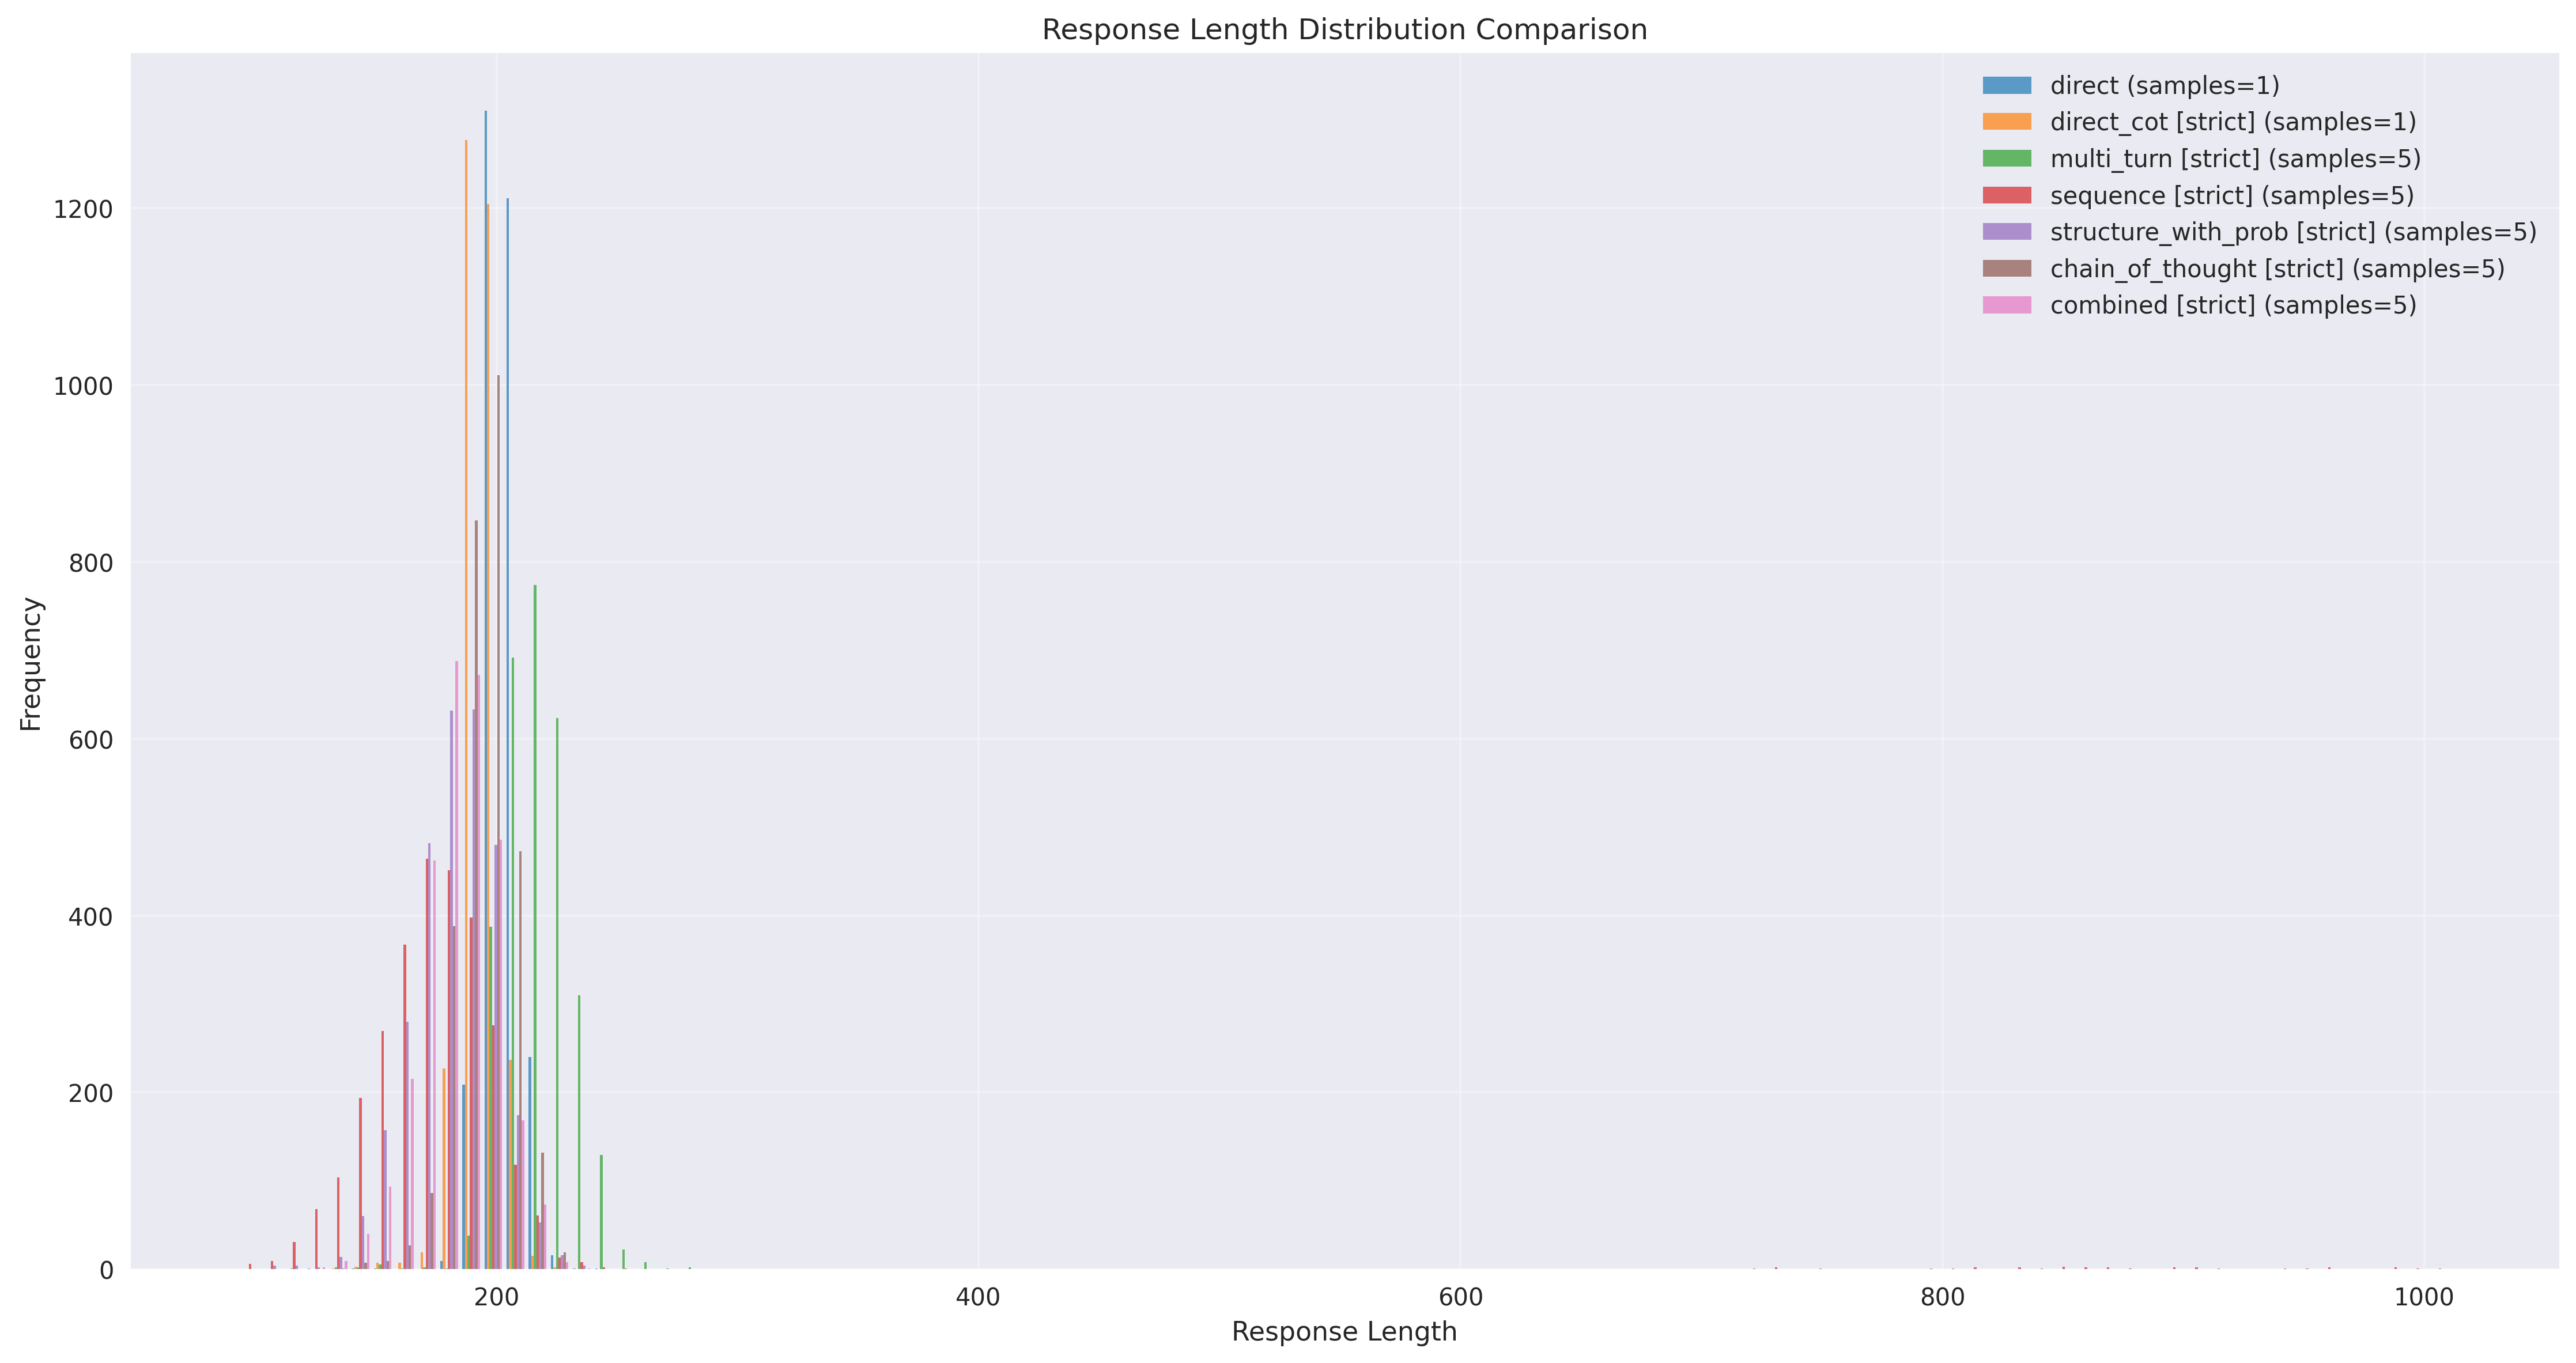 Response Length Distribution Comparison
direct (samples=1)
direct_cot [strict] (samples=1)
multi_turn [strict] (samples=5)
sequence [strict] (samples=5)
structure_with_prob [strict] (samples=5)
chain_of_thought [strict] (samples=5)
combined [strict] (samples=5)
Frequency
1200
1000
800
600
400
200
0
200
400
600
800
1000
Response Length